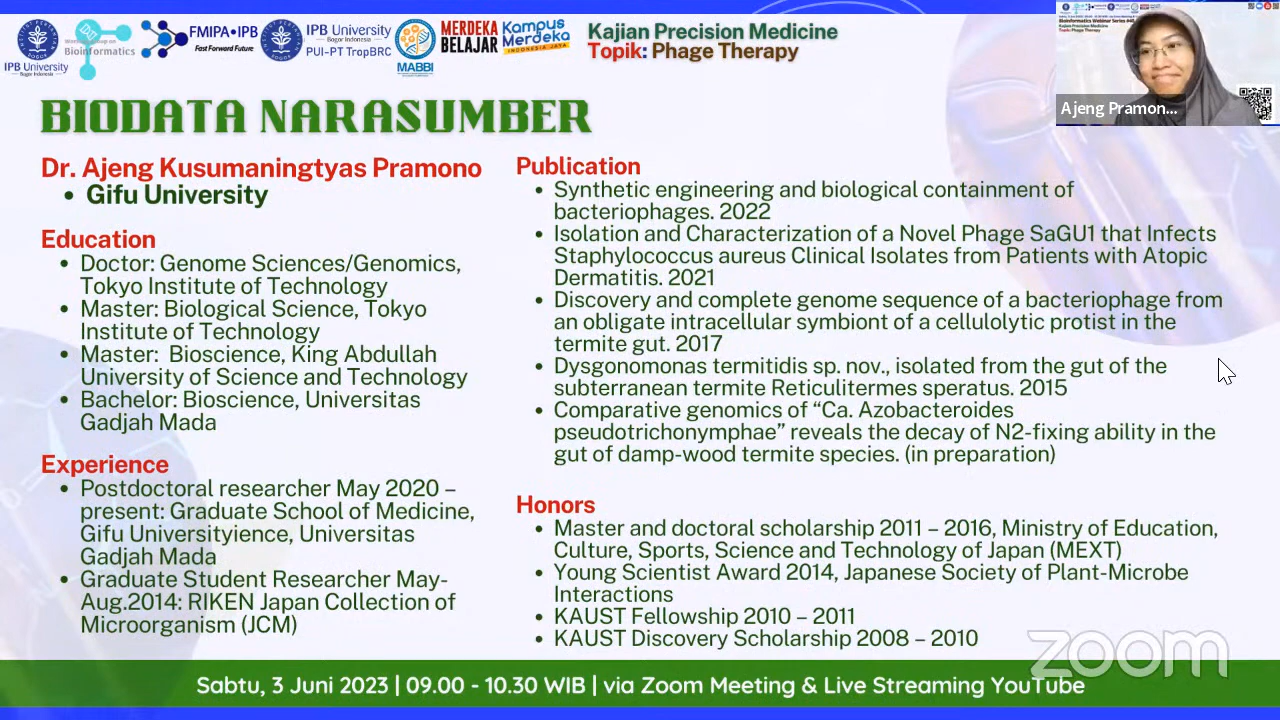 IPB University
Bogor Indonesia
Working Group on
Bioinformatics
FMIPA•IPB
Fast Forward Future
IPB University
Bogor Indonesia
PUI-PT TropBRC
MABBI
MERDEKA
BELAJAR
Kampus
Merdeka
INDONESIA JAYA
Kajian Precision Medicine
Topik: Phage Therapy
Topik: Phage Therapy
Ajeng Pramon...
BIODATA NARASUMBER
Dr. Ajeng Kusumaningtyas Pramono
• Gifu University
Education
• Doctor: Genome Sciences/Genomics,
Tokyo Institute of Technology
• Master: Biological Science, Tokyo
Institute of Technology
• Master: Bioscience, King Abdullah
University of Science and Technology
• Bachelor: Bioscience, Universitas
Gadjah Mada
Experience
• Postdoctoral researcher May 2020 –
present: Graduate School of Medicine,
Gifu Universityience, Universitas
Gadjah Mada
• Graduate Student Researcher May-
Aug.2014: RIKEN Japan Collection of
Microorganism (JCM)
Publication
• Synthetic engineering and biological containment of
bacteriophages. 2022
• Isolation and Characterization of a Novel Phage SaGU1 that Infects
Staphylococcus aureus Clinical Isolates from Patients with Atopic
Dermatitis. 2021
• Discovery and complete genome sequence of a bacteriophage from
an obligate intracellular symbiont of a cellulolytic protist in the
termite gut. 2017
• Dysgonomonas termitidis sp. nov., isolated from the gut of the
subterranean termite Reticulitermes speratus. 2015
• Comparative genomics of “Ca. Azobacteroides
pseudotrichonymphae” reveals the decay of N2-fixing ability in the
gut of damp-wood termite species. (in preparation)
Honors
• Master and doctoral scholarship 2011 – 2016, Ministry of Education,
Culture, Sports, Science and Technology of Japan (MEXT)
• Young Scientist Award 2014, Japanese Society of Plant-Microbe
Interactions
• KAUST Fellowship 2010 – 2011
• KAUST Discovery Scholarship 2008 – 2010
zoom
Sabtu, 3 Juni 2023 | 09.00 - 10.30 WIB | via Zoom Meeting & Live Streaming YouTube